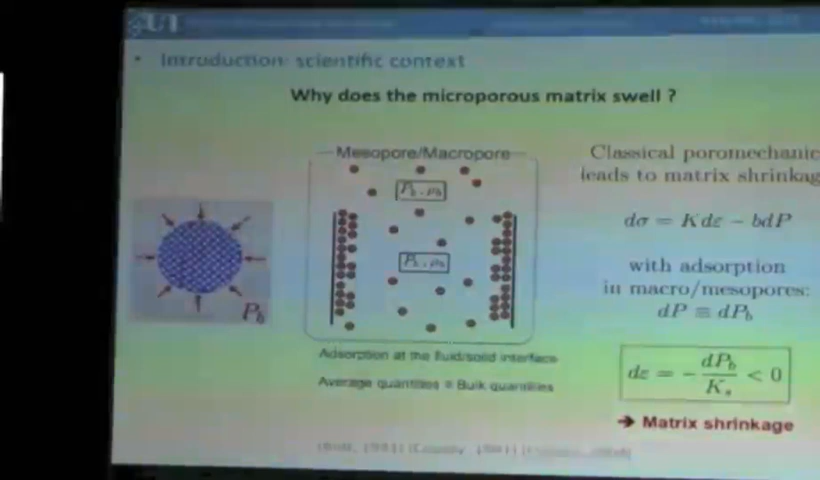 • Introduction: scientific context
Why does the microporous matrix swell ?
Mesopore/Macropore
P_b, ρ_b
P_b, ρ_b
P_b
Adsorption at the fluid/solid interface
Average quantities = Bulk quantities
Classical poromechanic
leads to matrix shrinkag
dσ = Kdε − bdP
with adsorption
in macro/mesopores:
dP ≡ dP_b
dε = − dP_b / K_s < 0
➔ Matrix shrinkage